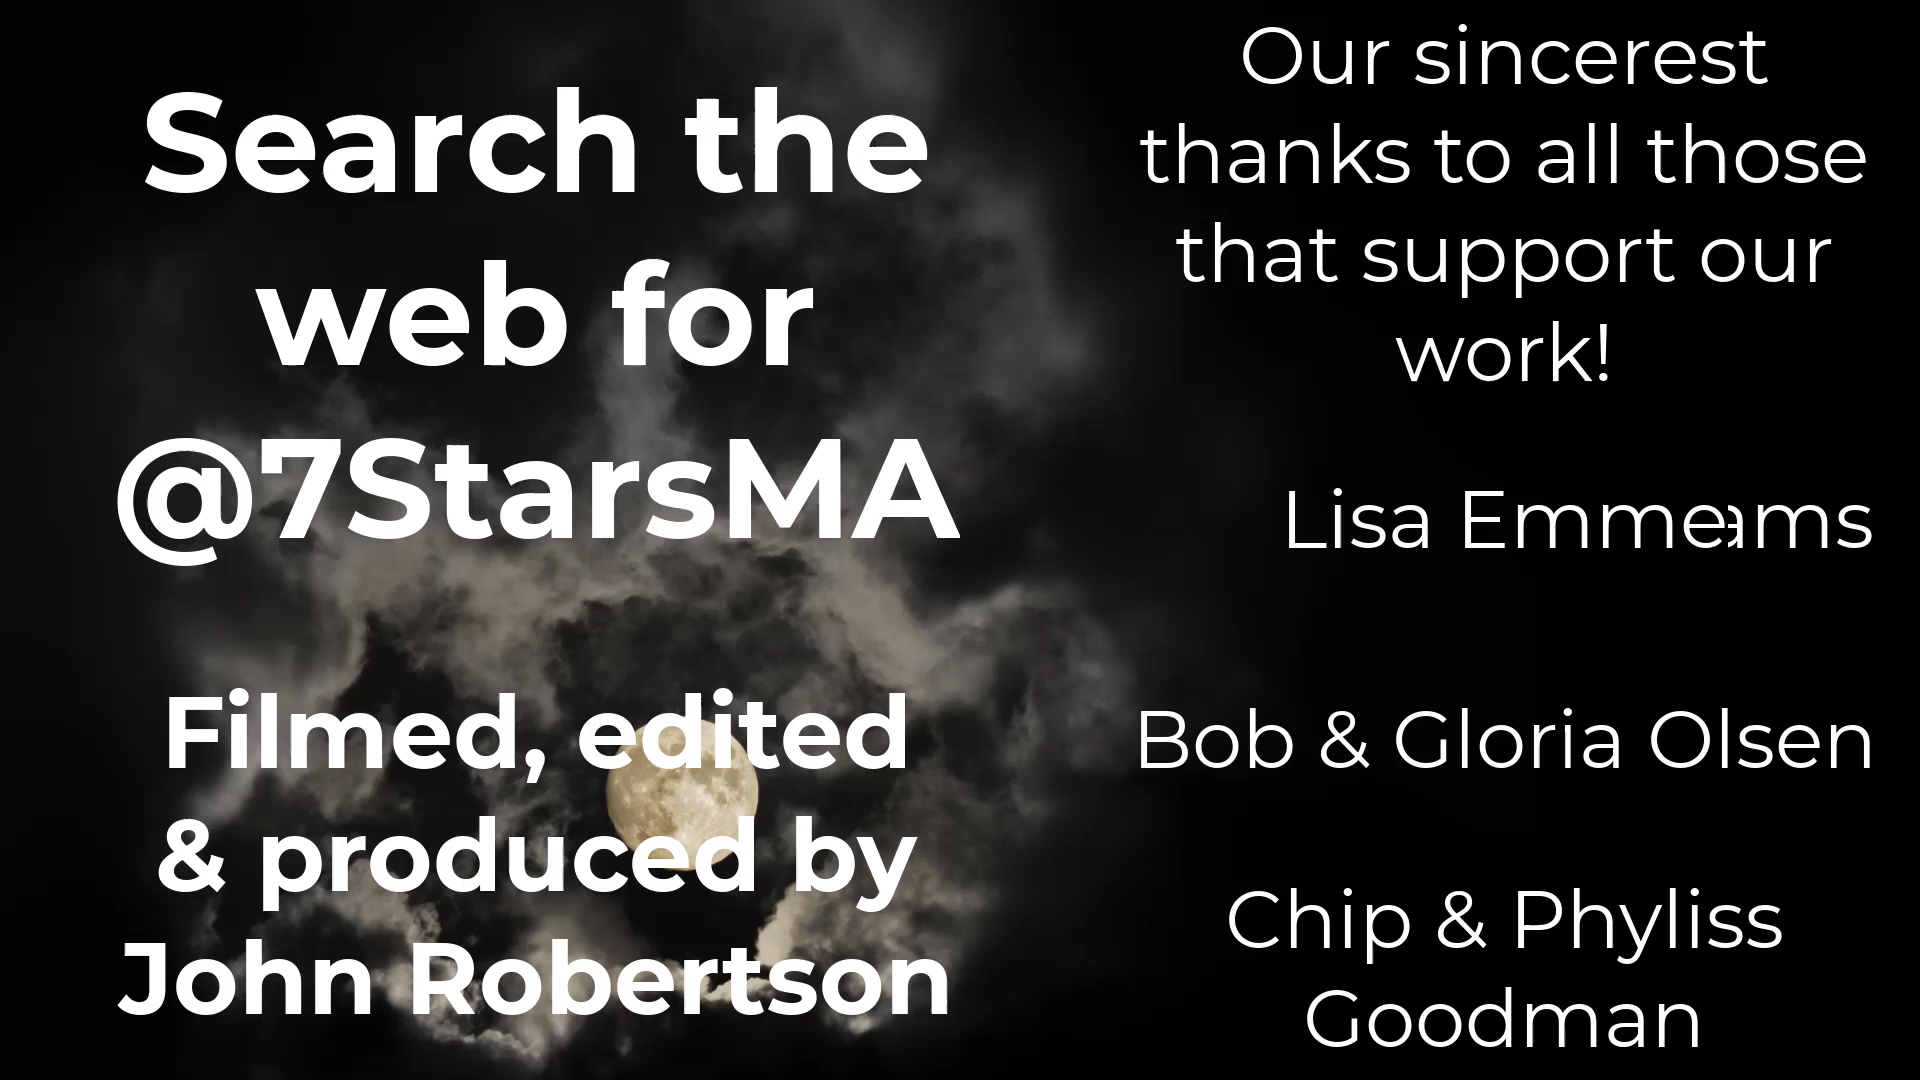 Search the
web for
@7StarsMA
Filmed, edited
& produced by
John Robertson
Our sincerest
thanks to all those
that support our
work!
Lisa
Bob & Gloria Olsen
Chip & Phyliss
Goodman